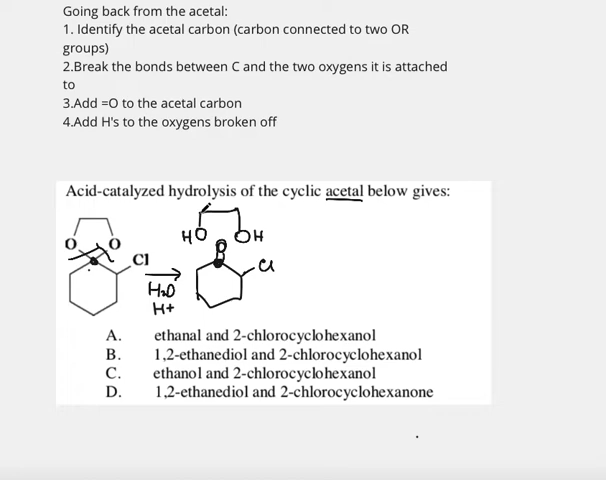 Going back from the acetal:
1. Identify the acetal carbon (carbon connected to two OR
groups)
2.Break the bonds between C and the two oxygens it is attached
to
3.Add =O to the acetal carbon
4.Add H's to the oxygens broken off
Acid-catalyzed hydrolysis of the cyclic acetal below gives:
O O Cl
HO OH
O
Cl
H2O
H+
A. ethanal and 2-chlorocyclohexanol
B. 1,2-ethanediol and 2-chlorocyclohexanol
C. ethanol and 2-chlorocyclohexanol
D. 1,2-ethanediol and 2-chlorocyclohexanone